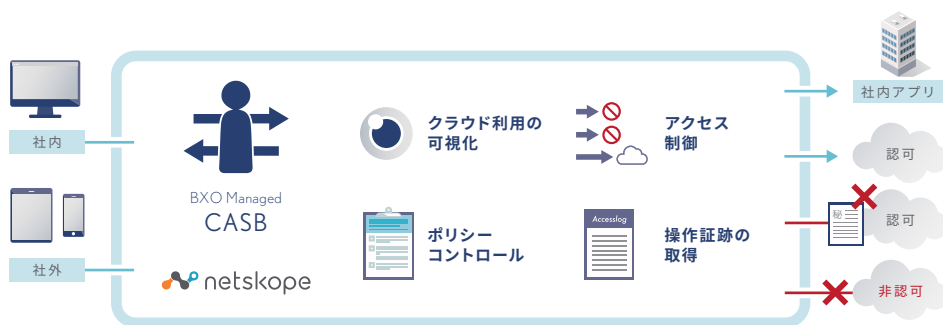 社内
社外
BXO Managed
CASB
netskope
クラウド利用の
可視化
アクセス
制御
ポリシー
コントロール
Accesslog
操作証跡の
取得
社内アプリ
認可
秘
認可
非認可